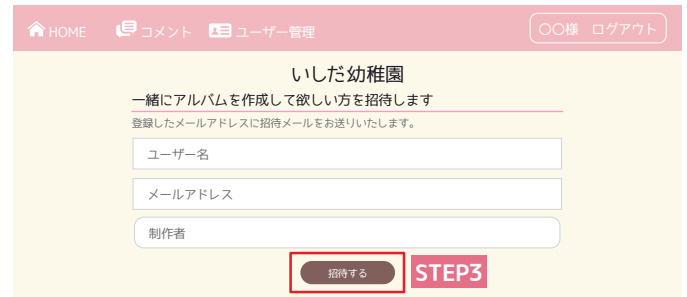 HOME コメント ユーザー管理 〇〇様 ログアウト
いしだ幼稚園
一緒にアルバムを作成して欲しい方を招待します
登録したメールアドレスに招待メールをお送りいたします。
ユーザー名
メールアドレス
制作者
招待する STEP3